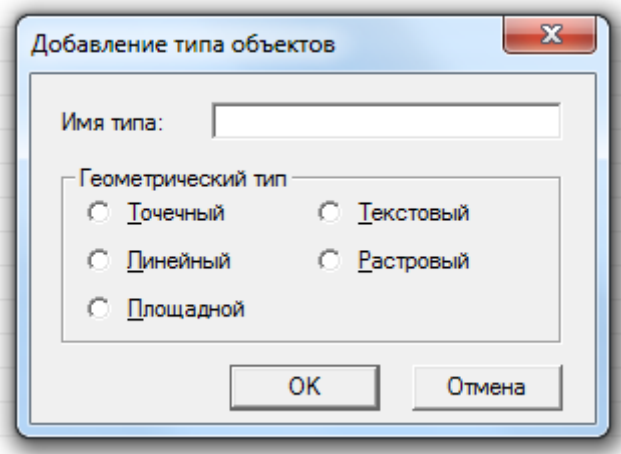 Добавление типа объектов
Имя типа:
Геометрический тип
Точечный
Текстовый
Линейный
Растровый
Площадной
OK
Отмена